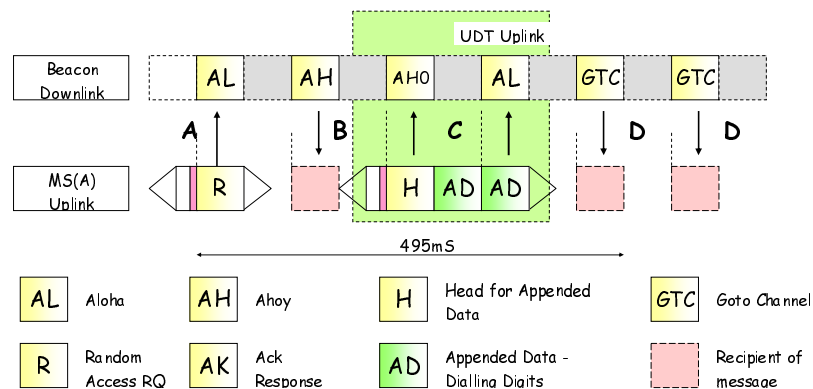 UDT Uplink
Beacon
Downlink
AL
AH
AHO
AL
GTC
GTC
A
B
C
D
D
MS(A)
Uplink
R
H
AD
AD
495mS
AL
Aloha
AH
Ahoy
H
Head for Appended
Data
GTC
Goto Channel
R
Random
Access RQ
AK
Ack
Response
AD
Appended Data -
Dialling Digits
Recipient of
message